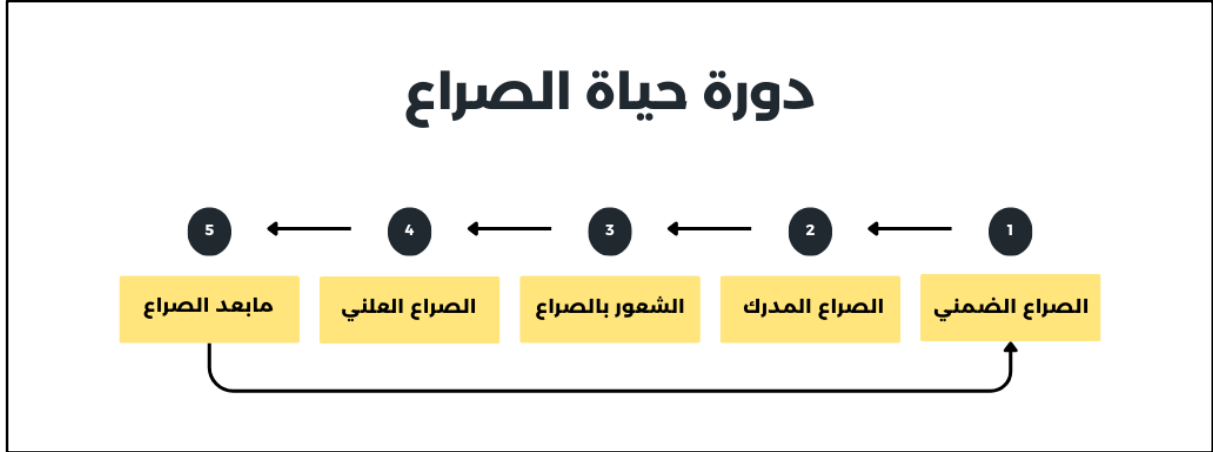 دورة حياة الصراع
1
2
3
4
5
الصراع الضمني
الصراع المدرك
الشعور بالصراع
الصراع العلني
مابعد الصراع